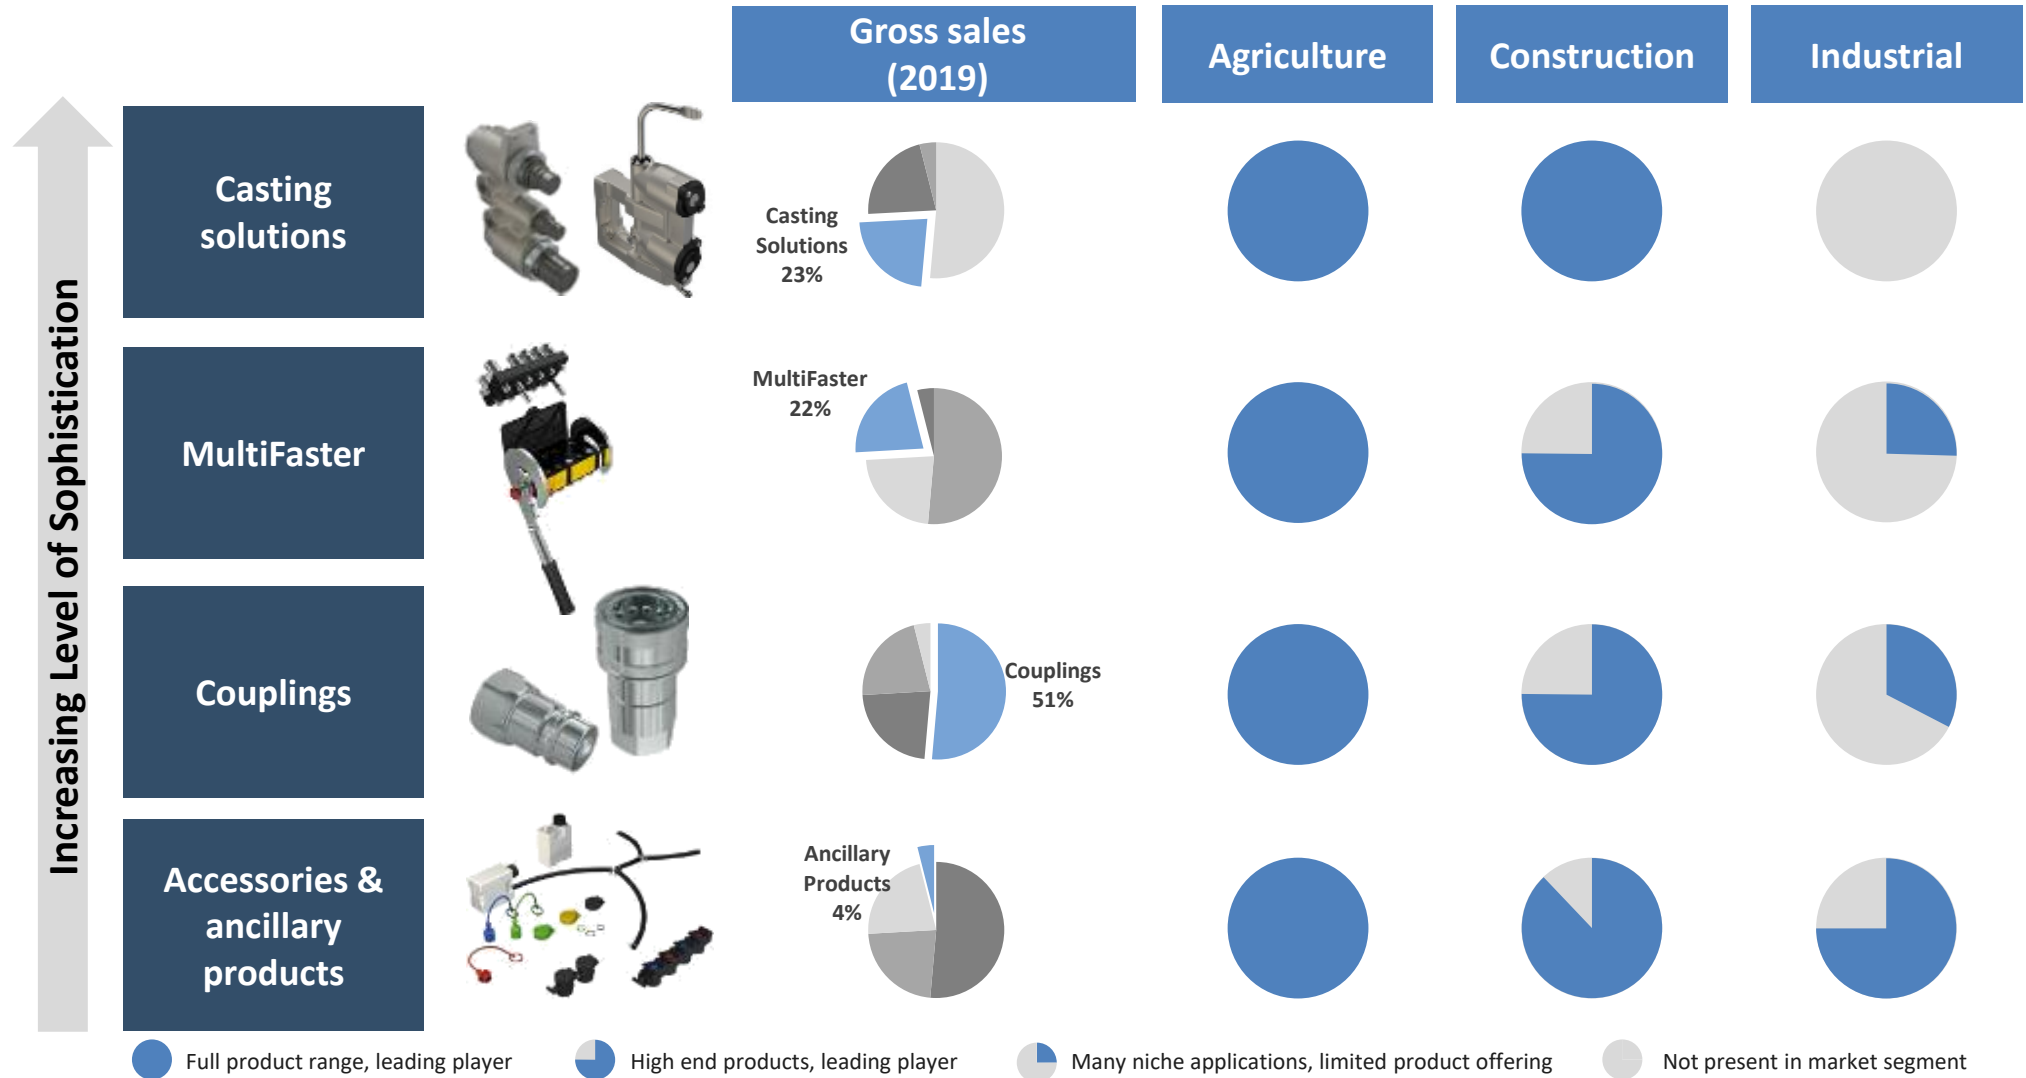 Gross sales
(2019)
Agriculture
Construction
Industrial
Increasing Level of Sophistication
Casting
solutions
Casting
Solutions
23%
MultiFaster
MultiFaster
22%
Couplings
Couplings
51%
Accessories &
ancillary
products
Ancillary
Products
4%
Full product range, leading player
High end products, leading player
Many niche applications, limited product offering
Not present in market segment